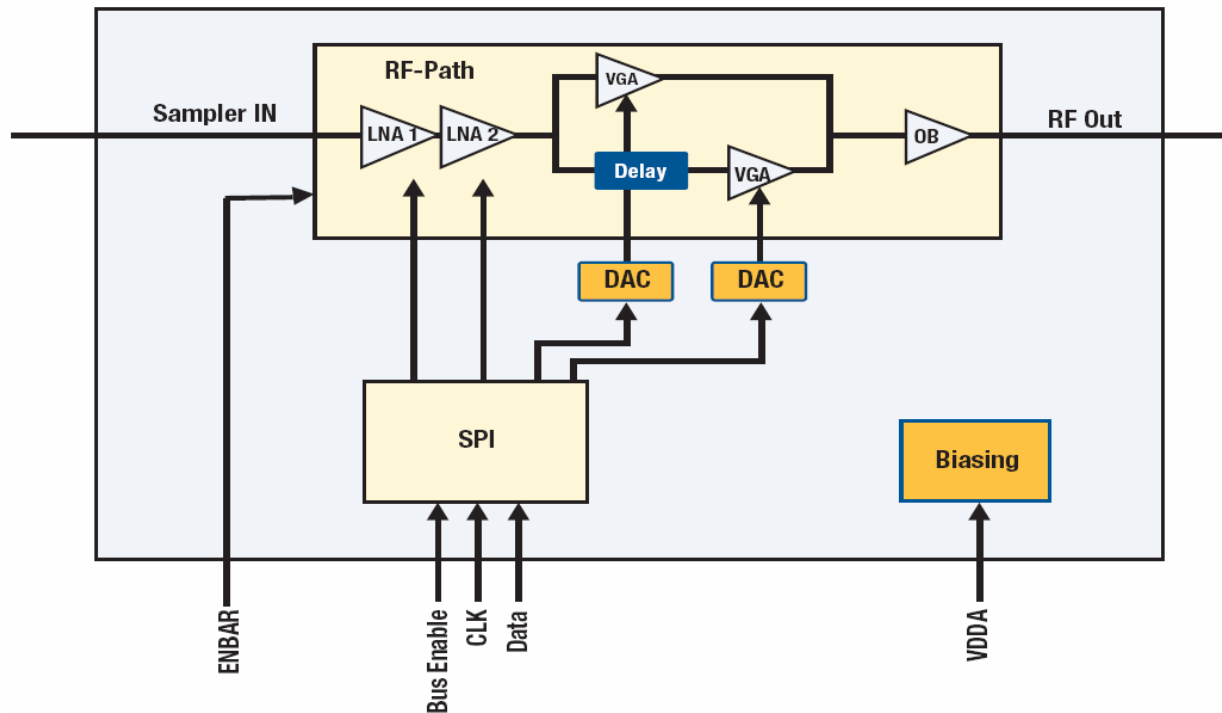 RF-Path
VGA
Sampler IN
LNA 1
LNA 2
OB
RF Out
Delay
VGA
DAC
DAC
SPI
Biasing
ENBAR
Bus Enable
CLK
Data
VDDA